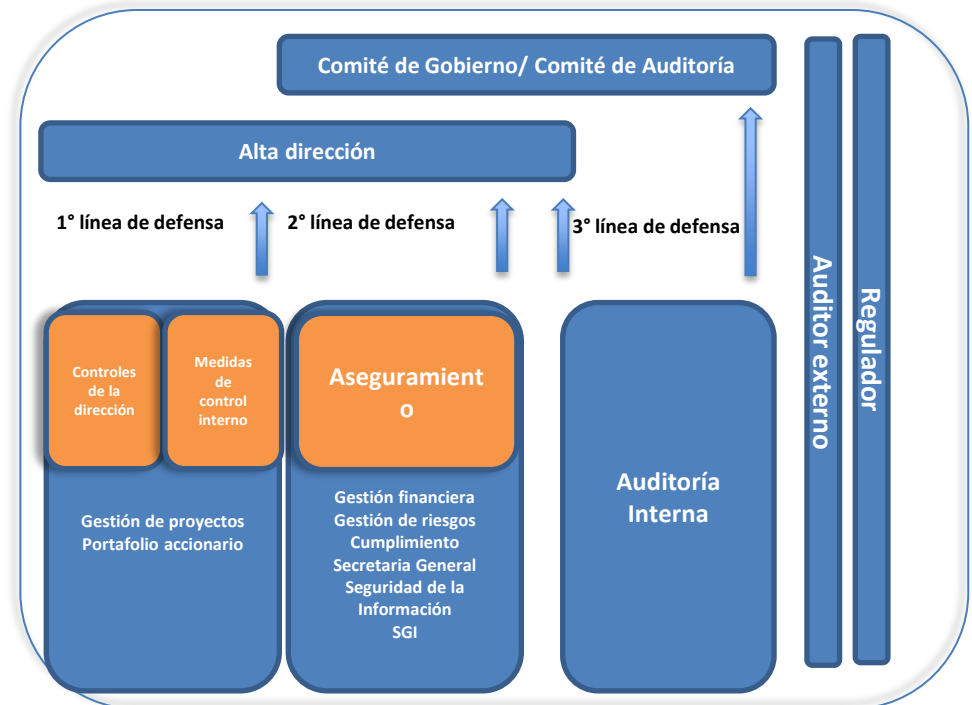 Comité de Gobierno/ Comité de Auditoría
Alta dirección
1° línea de defensa
2° línea de defensa
3° línea de defensa
Controles
de la
dirección
Medidas
de
control
interno
Gestión de proyectos
Portafolio accionario
Aseguramient
o
Gestión financiera
Gestión de riesgos
Cumplimiento
Secretaria General
Seguridad de la
Información
SGI
Auditoría
Interna
Auditor externo
Regulador